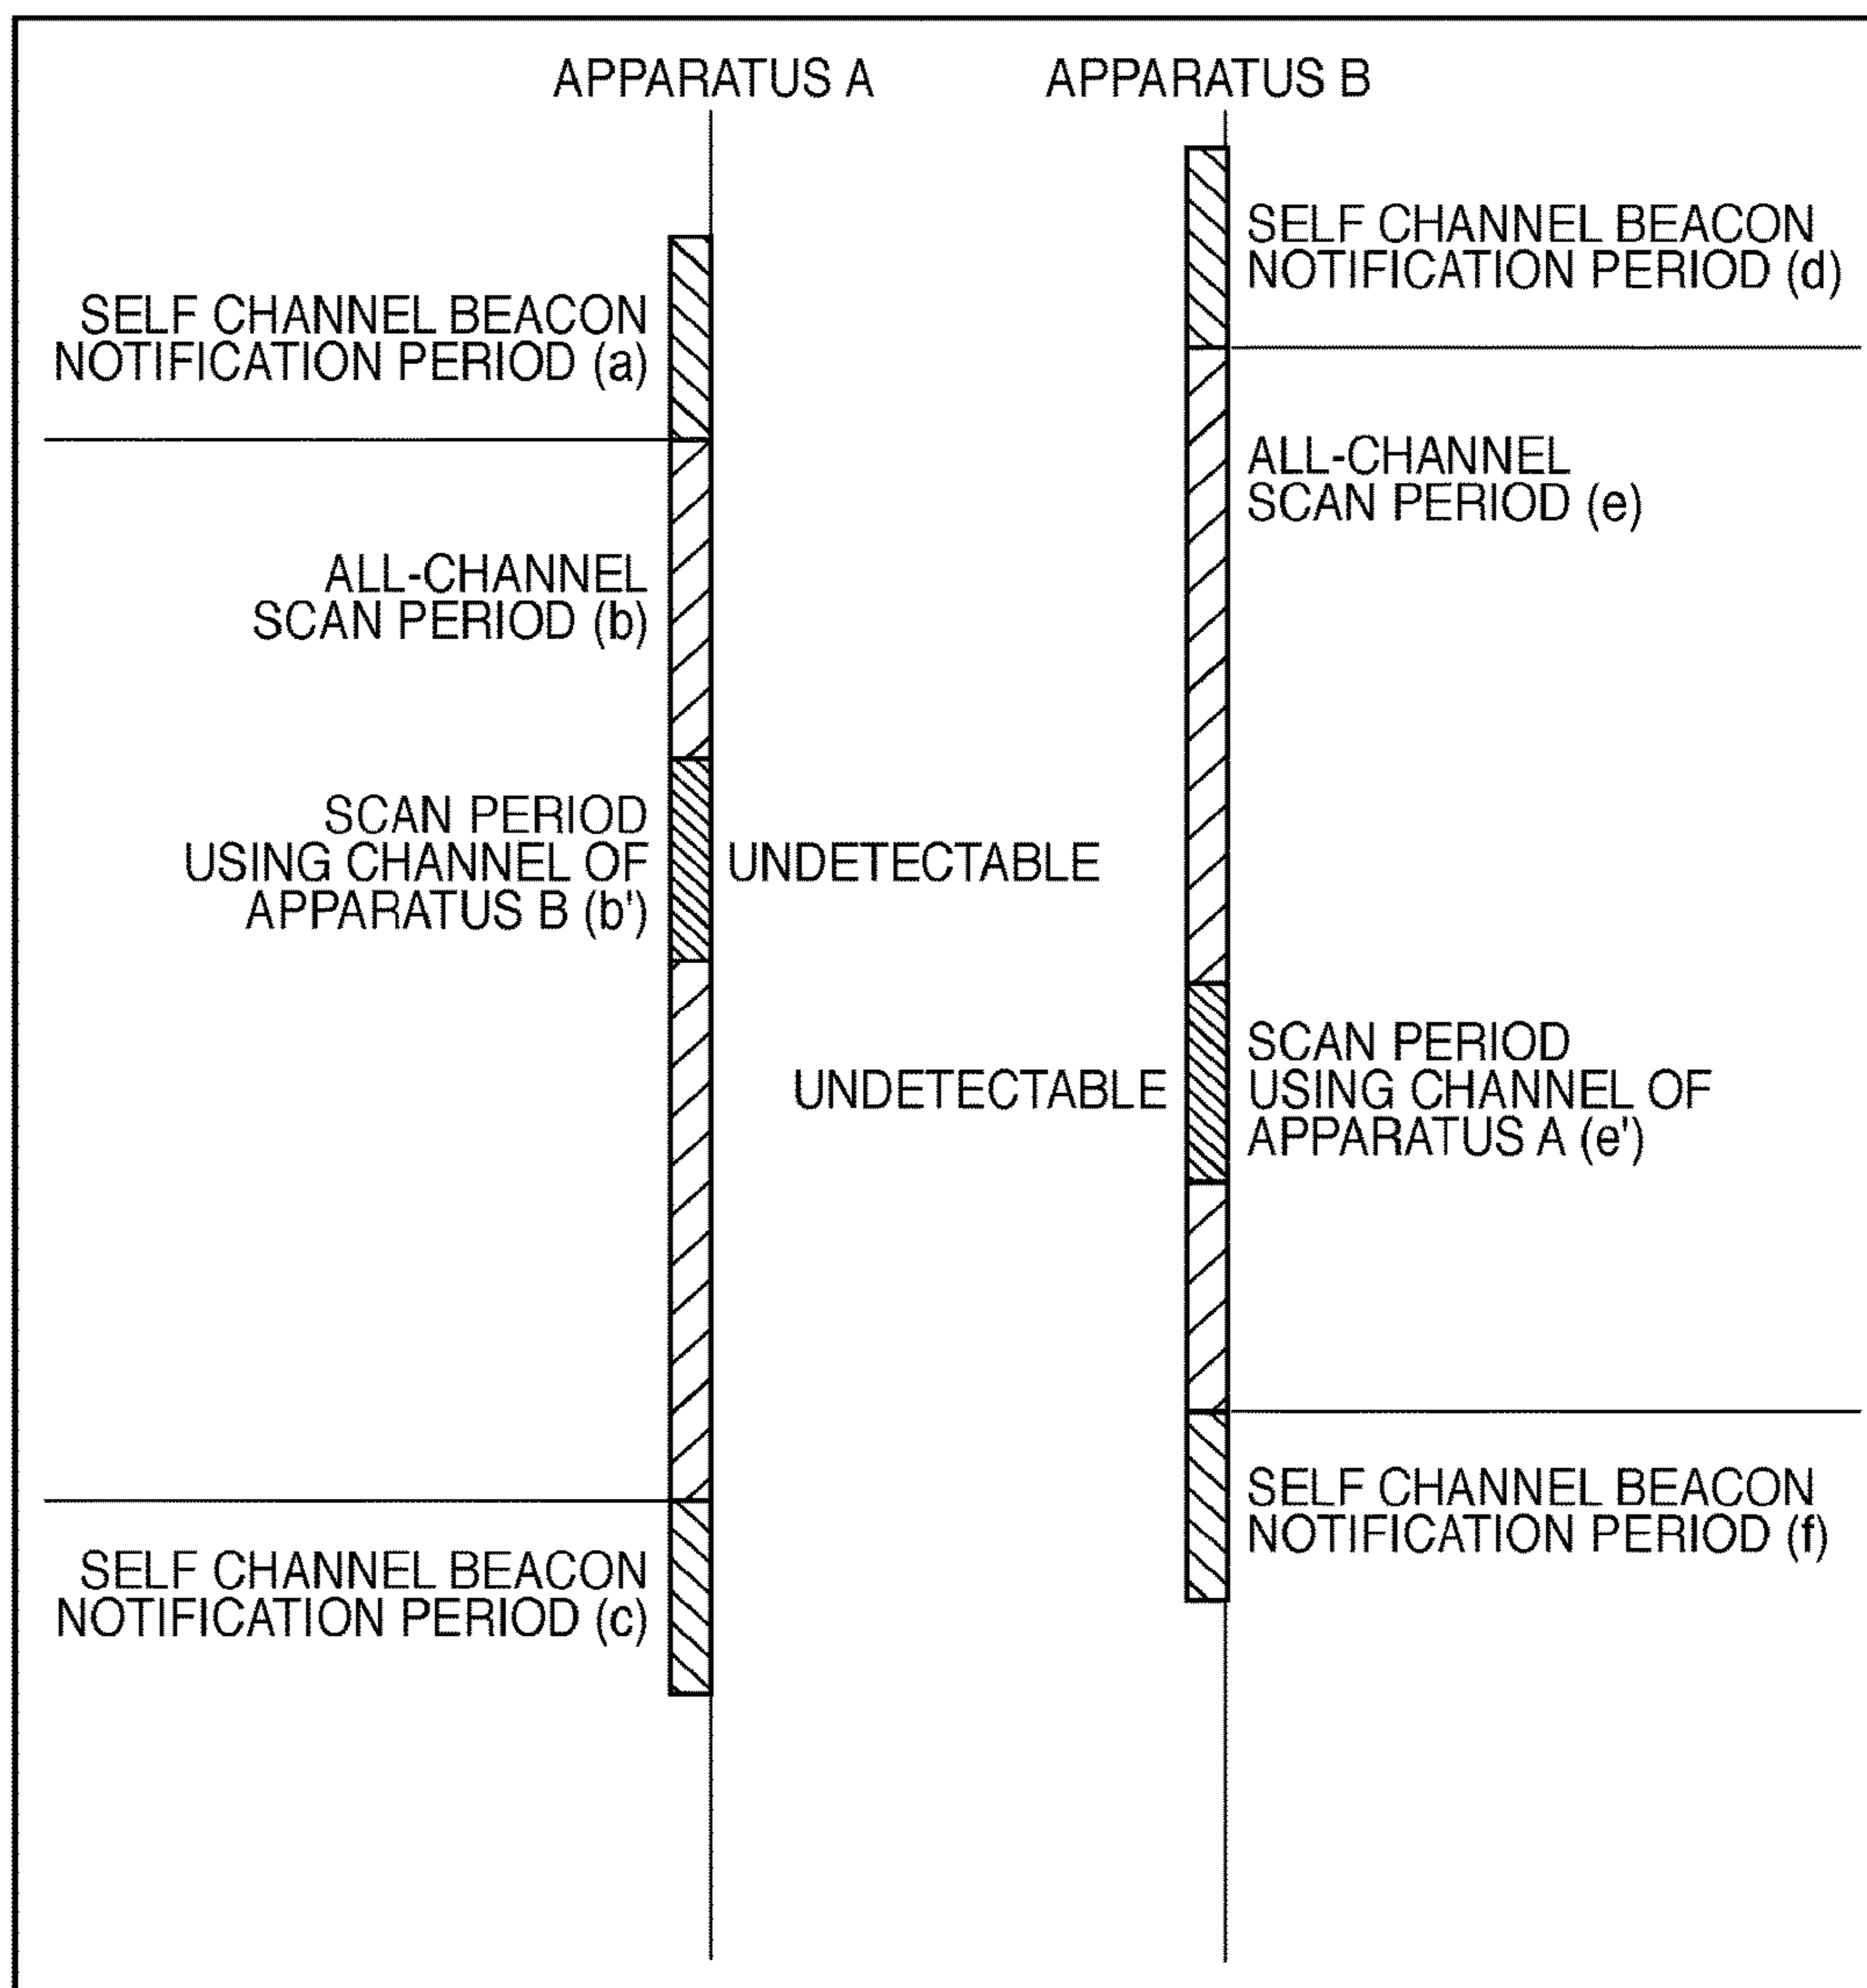 APPARATUS A
APPARATUS B
SELF CHANNEL BEACON
NOTIFICATION PERIOD (a)
ALL-CHANNEL
SCAN PERIOD (b)
SCAN PERIOD
USING CHANNEL OF
APPARATUS B (b')
UNDETECTABLE
SELF CHANNEL BEACON
NOTIFICATION PERIOD (c)
SELF CHANNEL BEACON
NOTIFICATION PERIOD (d)
ALL-CHANNEL
SCAN PERIOD (e)
UNDETECTABLE
SCAN PERIOD
USING CHANNEL OF
APPARATUS A (e')
SELF CHANNEL BEACON
NOTIFICATION PERIOD (f)